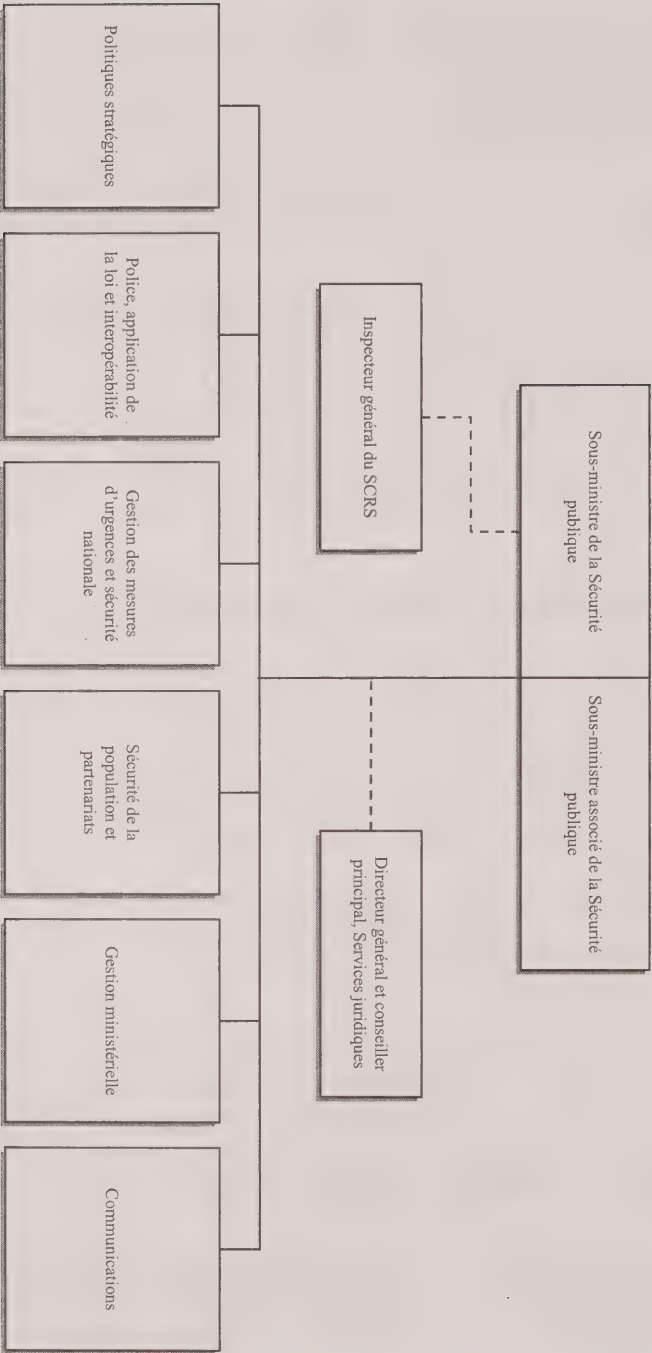 Sous-ministre de la Sécurité
publique
Sous-ministre associé de la Sécurité
publique
Inspecteur général du SCRS
Directeur général et conseiller
principal, Services juridiques
Politiques stratégiques
Police, application de
la loi et interopérabilité
Gestion des mesures
d'urgences et sécurité
nationale
Sécurité de la
population et
partenariats
Gestion ministérielle
Communications